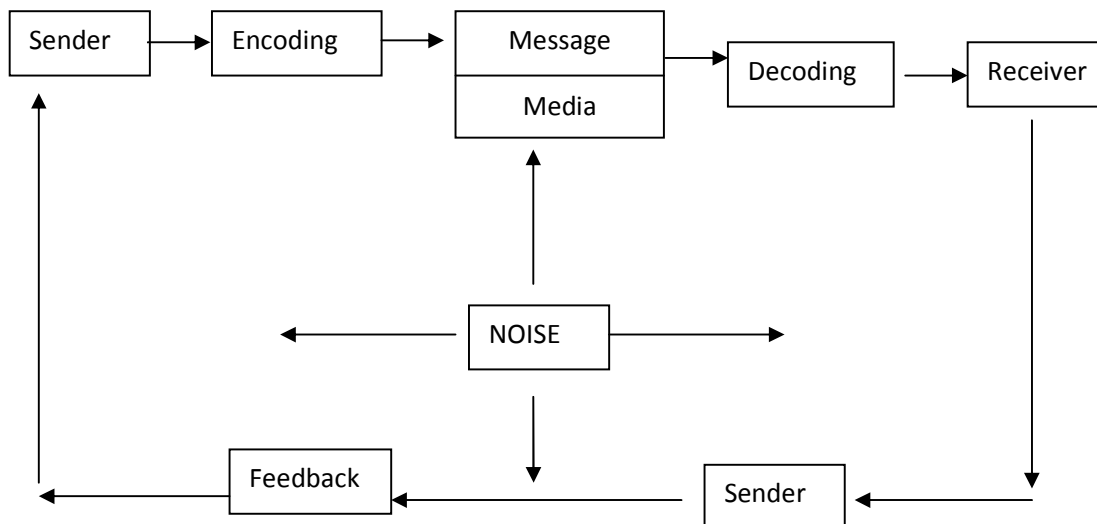 Sender
Encoding
Message
Media
Decoding
Receiver
NOISE
Feedback
Sender